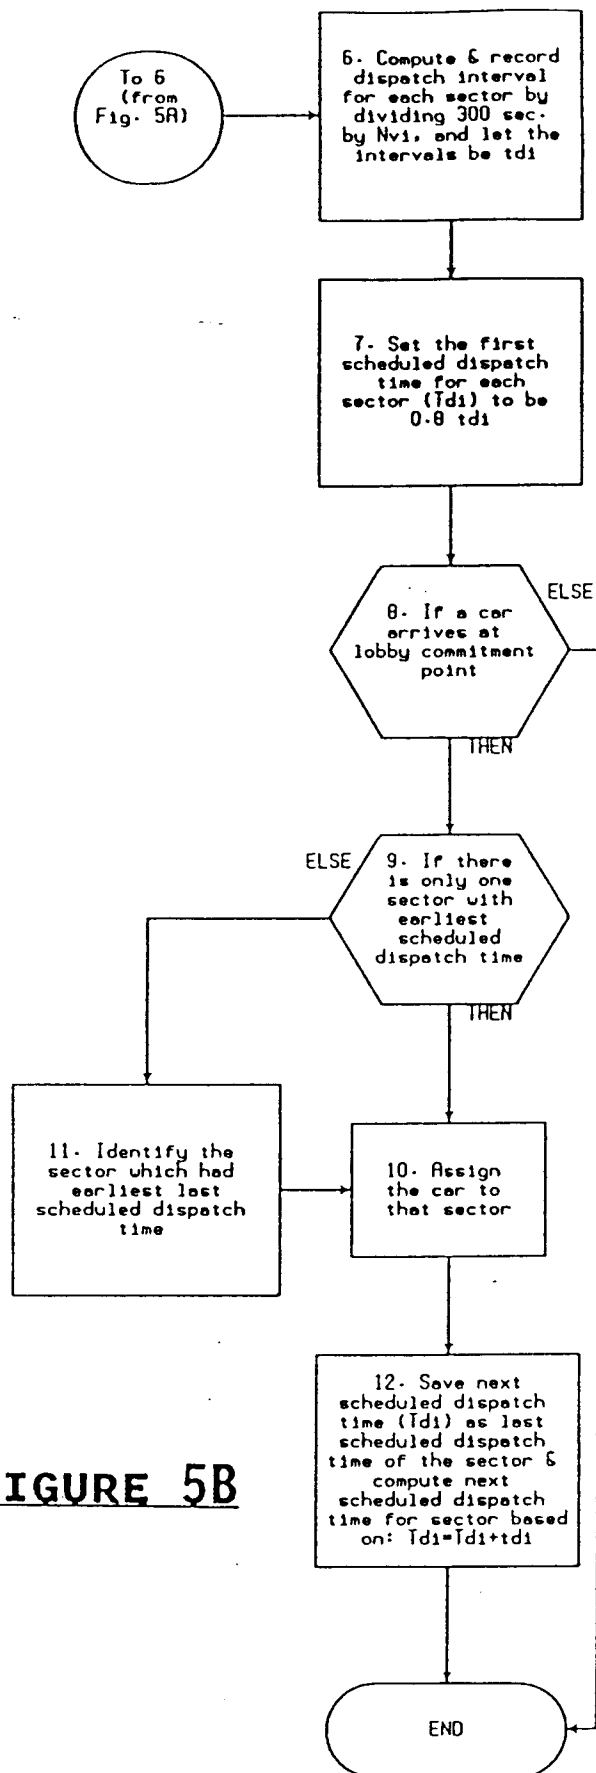 To 6
(from
Fig. 5A)
6. Compute & record
dispatch interval
for each sector by
dividing 300 sec.
by Nvi, and let the
intervals be tdi
7. Set the first
scheduled dispatch
time for each
sector (Tdi) to be
0.8 tdi
8. If a car
arrives at
lobby commitment
point
ELSE
THEN
ELSE
9. If there
is only one
sector with
earliest
scheduled
dispatch time
THEN
11. Identify the
sector which had
earliest last
scheduled dispatch
time
10. Assign
the car to
that sector
12. Save next
scheduled dispatch
time (Tdi) as last
scheduled dispatch
time of the sector &
compute next
scheduled dispatch
time for sector based
on: Tdi=Tdi+tdi
IGURE 5B
END